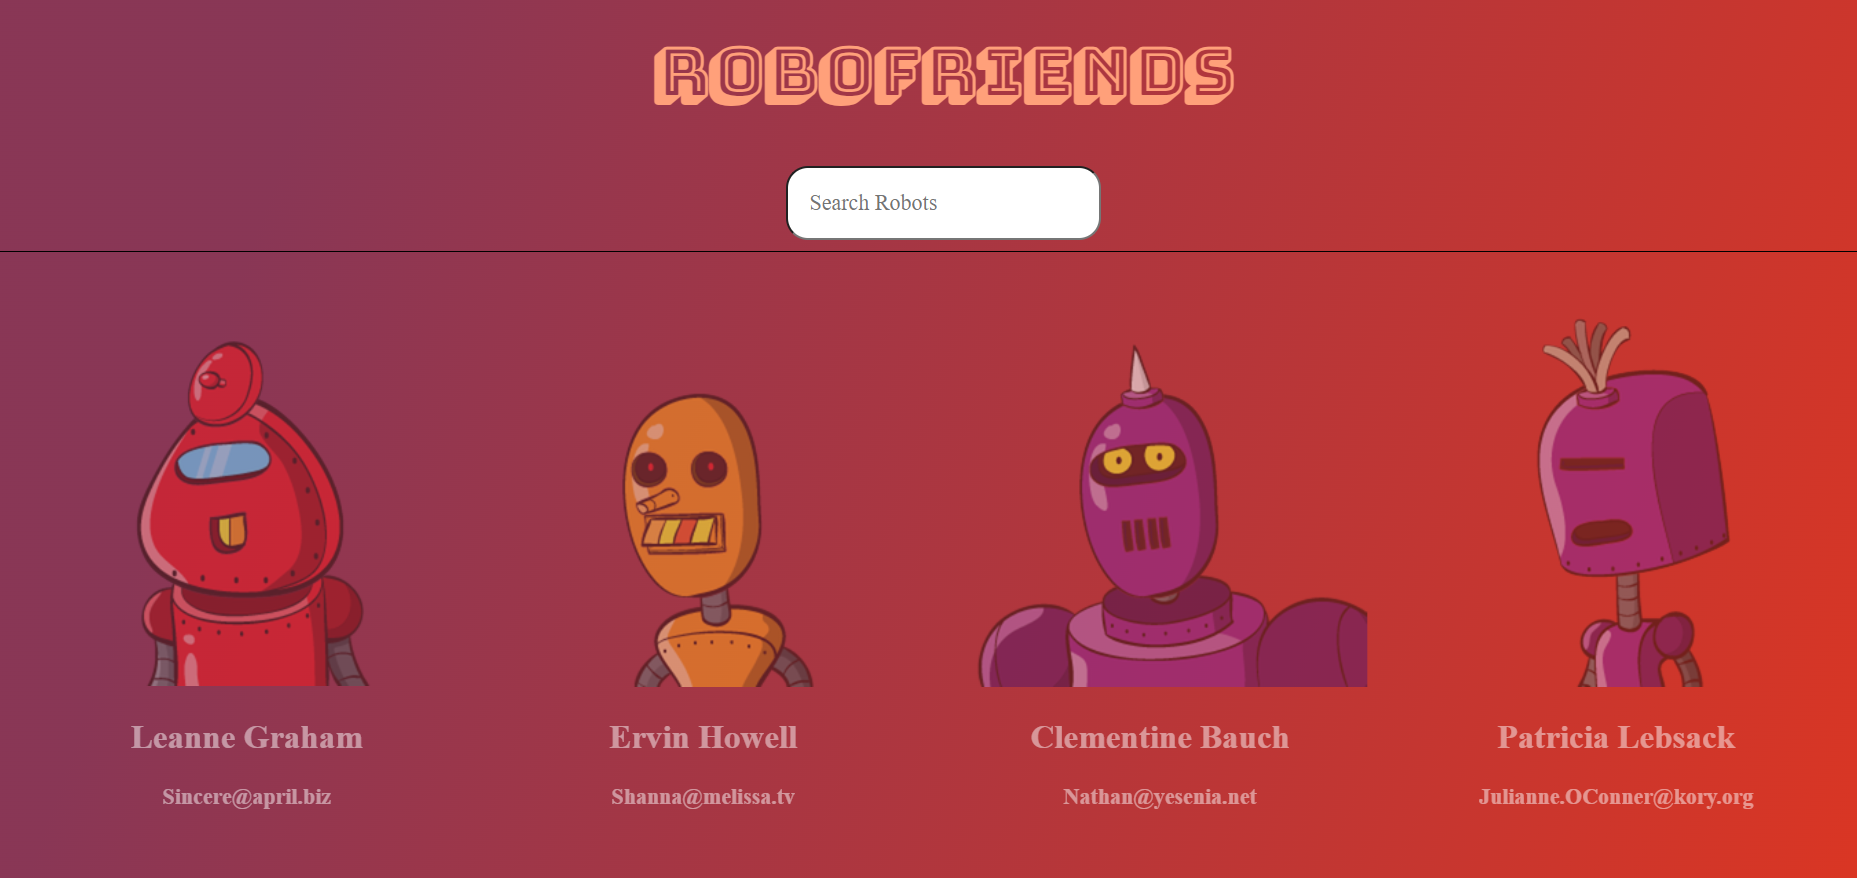 ROBOFRIENDS
Search Robots
Leanne Graham
Ervin Howell
Clementine Bauch
Patricia Lebsack
Sincere@april.biz
Shanna@melissa.tv
Nathan@yesenia.net
Julianne.OConner@kory.org